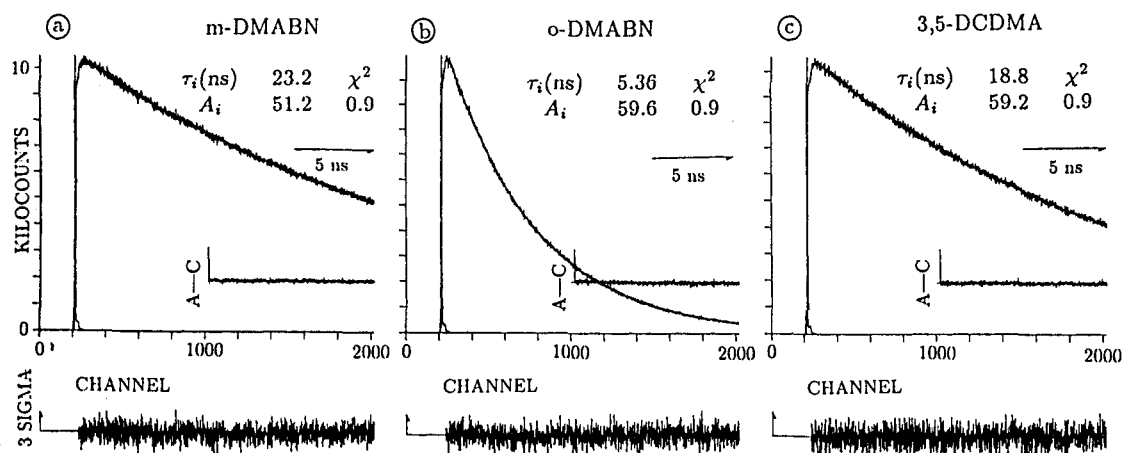 a m-DMABN
τi(ns) 23.2 χ²
Ai 51.2 0.9
5 ns
A—C
KILOCOUNTS
10
0
0 1000 2000
CHANNEL
3 SIGMA
b o-DMABN
τi(ns) 5.36 χ²
Ai 59.6 0.9
5 ns
A—C
0 1000 2000
CHANNEL
c 3,5-DCDMA
τi(ns) 18.8 χ²
Ai 59.2 0.9
5 ns
A—C
0 1000 2000
CHANNEL